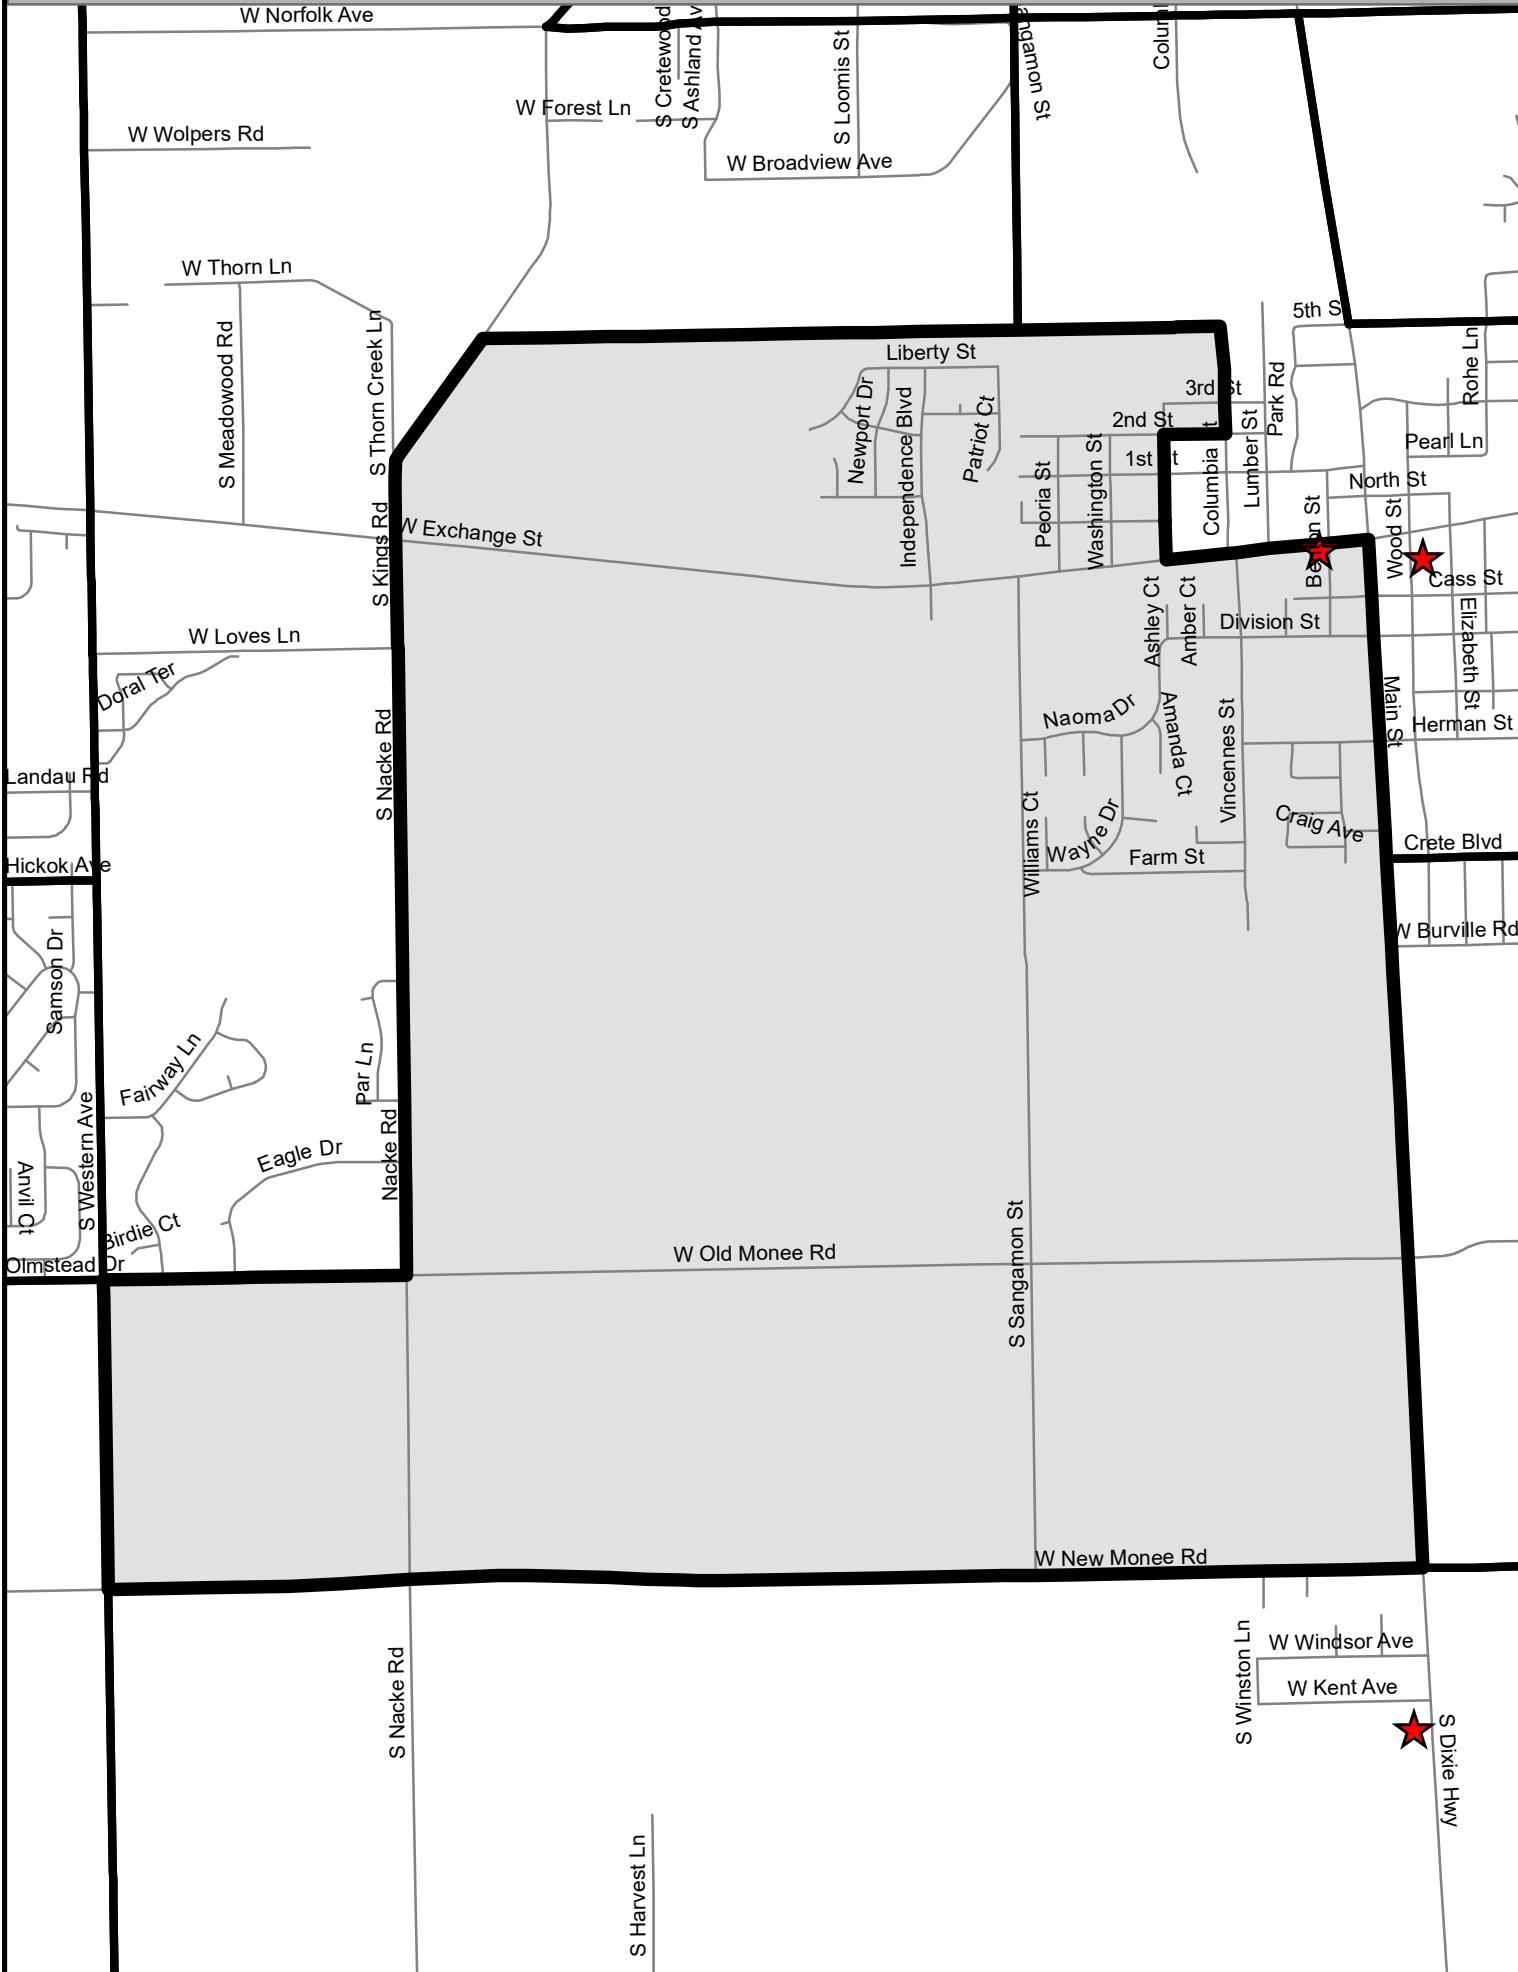 W Norfolk Ave
S Cretewood
S Ashland Av
S Loomis St
angamon St
Colum
W Forest Ln
W Wolpers Rd
W Broadview Ave
W Thorn Ln
S Meadowood Rd
S Thorn Creek Ln
5th S
Rohe Ln
Liberty St
Newport Dr
Independence Blvd
Patriot Ct
3rd St
Park Rd
2nd St
1st St
Columbia St
Lumber St
Pearl Ln
Peoria St
Washington St
North St
S Kings Rd
W Exchange St
Wood St
Cass St
Ashley Ct
Amber Ct
Division St
Elizabeth St
W Loves Ln
Doral Ter
S Nacke Rd
Naoma Dr
Amanda Ct
Vincennes St
Main St
Herman St
Landau Rd
Williams Ct
Wayne Dr
Farm St
Craig Ave
Crete Blvd
Hickok Ave
W Burville Rd
Samson Dr
Fairway Ln
Par Ln
S Western Ave
Nacke Rd
Eagle Dr
Anvil Ct
Birdie Ct
Olmstead Dr
W Old Monee Rd
S Sangamon St
W New Monee Rd
S Nacke Rd
S Winston Ln
W Windsor Ave
W Kent Ave
S Dixie Hwy
S Harvest Ln